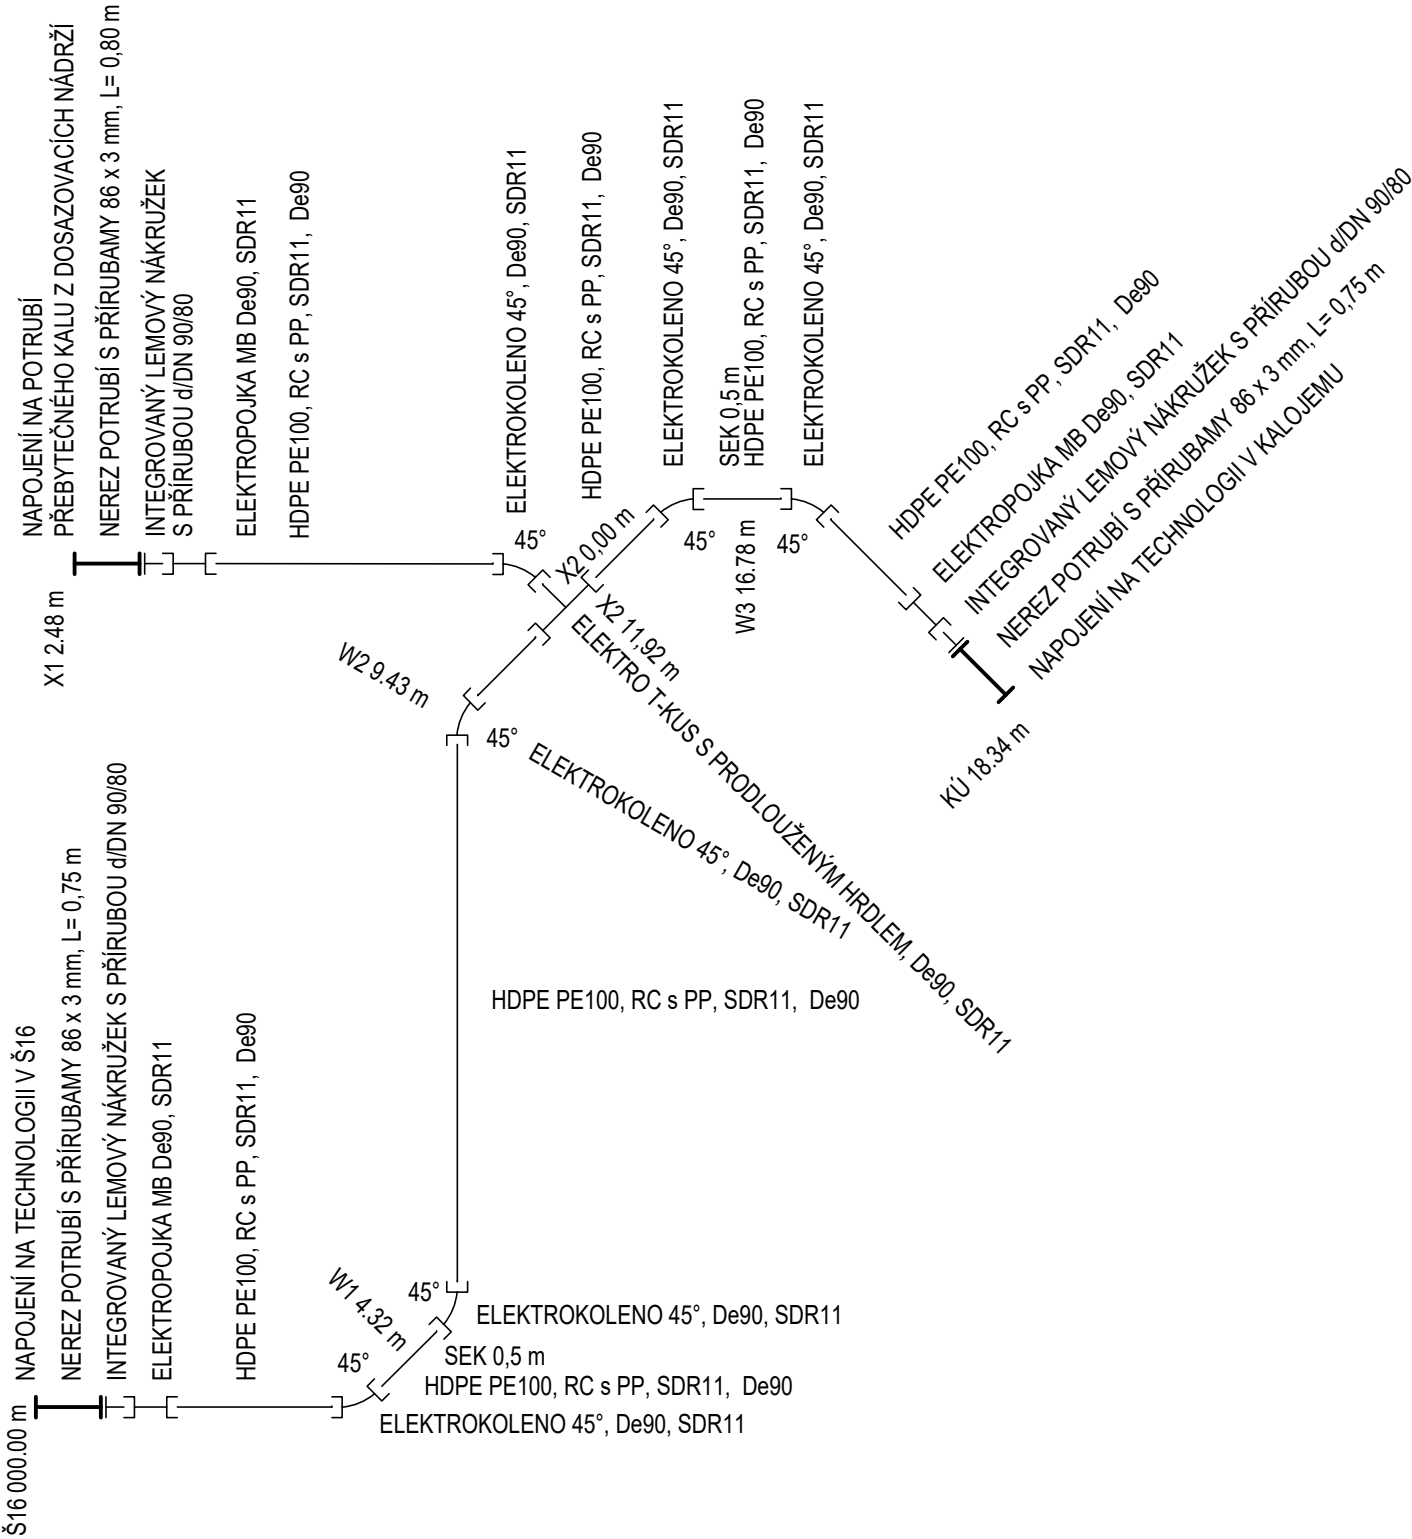 NAPOJENÍ NA POTRUBÍ
PŘEBYTEČNÉHO KALU Z DOSAZOVACÍCH NÁDRŽÍ
NEREZ POTRUBÍ S PŘÍRUBAMY 86 x 3 mm, L= 0,80 m
INTEGROVANÝ LEMOVÝ NÁKRUŽEK
S PŘÍRUBOU d/DN 90/80
ELEKTROPOJKA MB De90, SDR11
HDPE PE100, RC s PP, SDR11, De90
X1 2.48 m
ELEKTROKOLENO 45°, De90, SDR11
45°
HDPE PE100, RC s PP, SDR11, De90
X2 0,00 m
X2 11,92 m
ELEKTRO T-KUS S PRODLOUŽENÝM HRDLEM, De90, SDR11
ELEKTROKOLENO 45°, De90, SDR11
45°
SEK 0,5 m
HDPE PE100, RC s PP, SDR11, De90
W3 16.78 m
ELEKTROKOLENO 45°, De90, SDR11
45°
HDPE PE100, RC s PP, SDR11, De90
ELEKTROPOJKA MB De90, SDR11
INTEGROVANÝ LEMOVÝ NÁKRUŽEK S PŘÍRUBOU d/DN 90/80
NEREZ POTRUBÍ S PŘÍRUBAMY 86 x 3 mm, L= 0,75 m
NAPOJENÍ NA TECHNOLOGII V KALOJEMU
KÚ 18.34 m
W2 9.43 m
45°
ELEKTROKOLENO 45°, De90, SDR11
HDPE PE100, RC s PP, SDR11, De90
Š16 000.00 m
NAPOJENÍ NA TECHNOLOGII V Š16
NEREZ POTRUBÍ S PŘÍRUBAMY 86 x 3 mm, L= 0,75 m
INTEGROVANÝ LEMOVÝ NÁKRUŽEK S PŘÍRUBOU d/DN 90/80
ELEKTROPOJKA MB De90, SDR11
HDPE PE100, RC s PP, SDR11, De90
W1 4.32 m
45°
ELEKTROKOLENO 45°, De90, SDR11
45°
SEK 0,5 m
HDPE PE100, RC s PP, SDR11, De90
ELEKTROKOLENO 45°, De90, SDR11